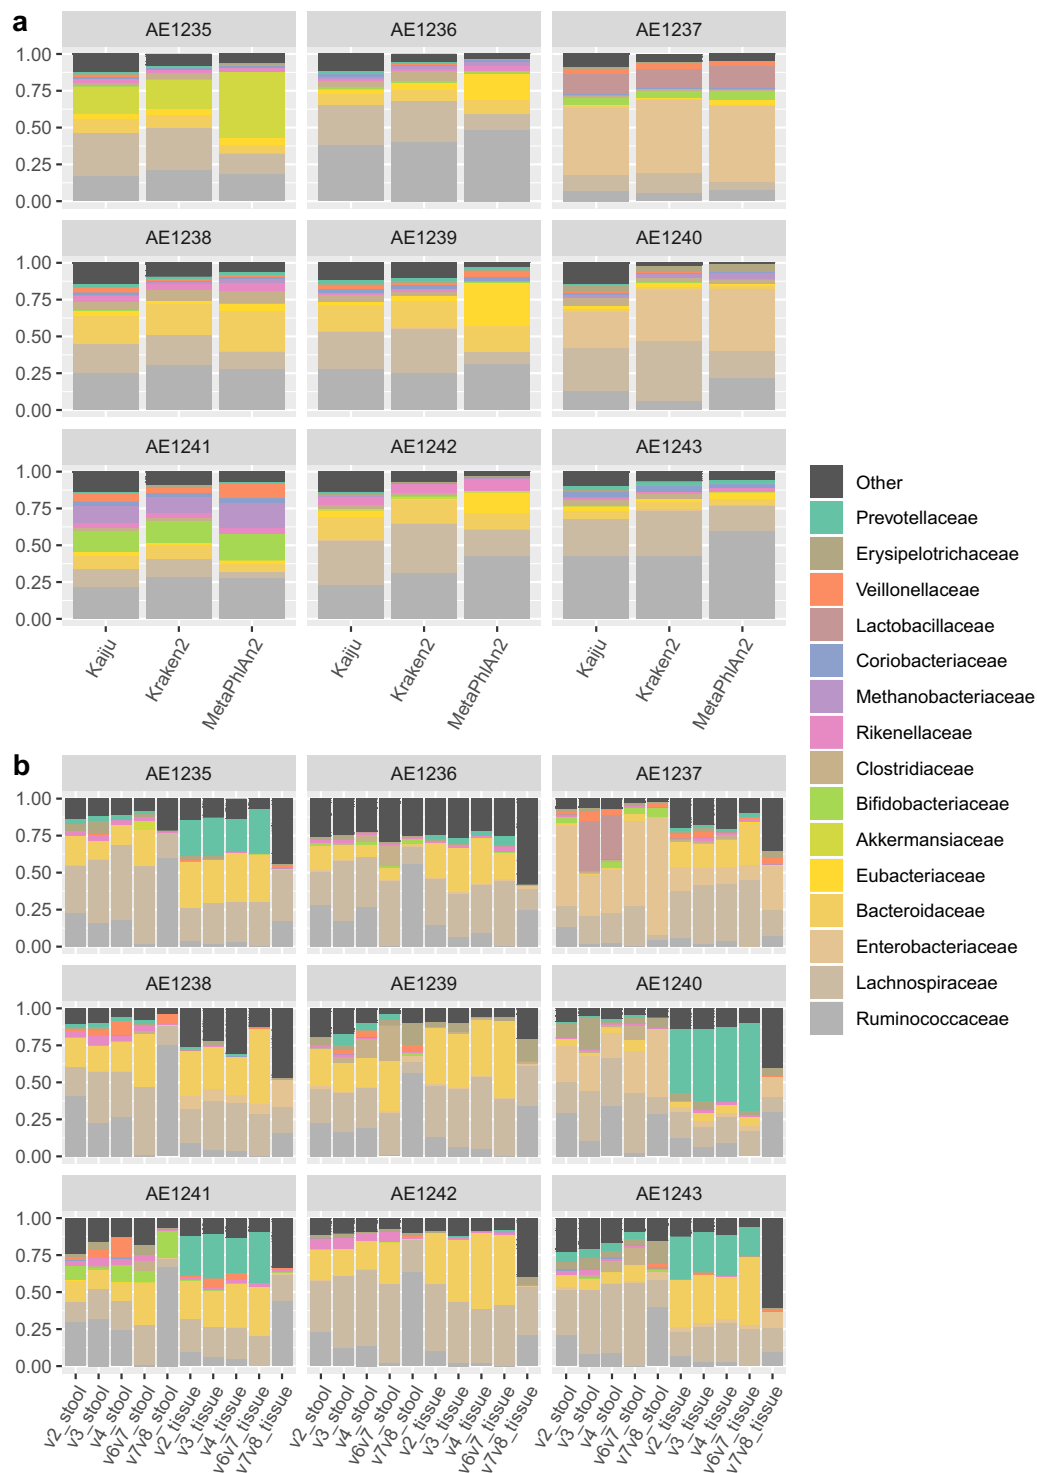 a
AE1235 AE1236 AE1237
1.00
0.75
0.50
0.25
0.00
AE1238 AE1239 AE1240
1.00
0.75
0.50
0.25
0.00
AE1241 AE1242 AE1243
1.00
0.75
0.50
0.25
0.00
Kaiju Kraken2 MetaPhlAn2 Kaiju Kraken2 MetaPhlAn2 Kaiju Kraken2 MetaPhlAn2
Other
Prevotellaceae
Erysipelotrichaceae
Veillonellaceae
Lactobacillaceae
Coriobacteriaceae
Methanobacteriaceae
Rikenellaceae
Clostridiaceae
Bifidobacteriaceae
Akkermansiaceae
Eubacteriaceae
Bacteroidaceae
Enterobacteriaceae
Lachnospiraceae
Ruminococcaceae
b
AE1235 AE1236 AE1237
1.00
0.75
0.50
0.25
0.00
AE1238 AE1239 AE1240
1.00
0.75
0.50
0.25
0.00
AE1241 AE1242 AE1243
1.00
0.75
0.50
0.25
0.00
v2_stool v3_stool v4_stool v6v7_stool v7v8_stool v2_tissue v3_tissue v4_tissue v6v7_tissue v7v8_tissue v2_stool v3_stool v4_stool v6v7_stool v7v8_stool v2_tissue v3_tissue v4_tissue v6v7_tissue v7v8_tissue v2_stool v3_stool v4_stool v6v7_stool v7v8_stool v2_tissue v3_tissue v4_tissue v6v7_tissue v7v8_tissue